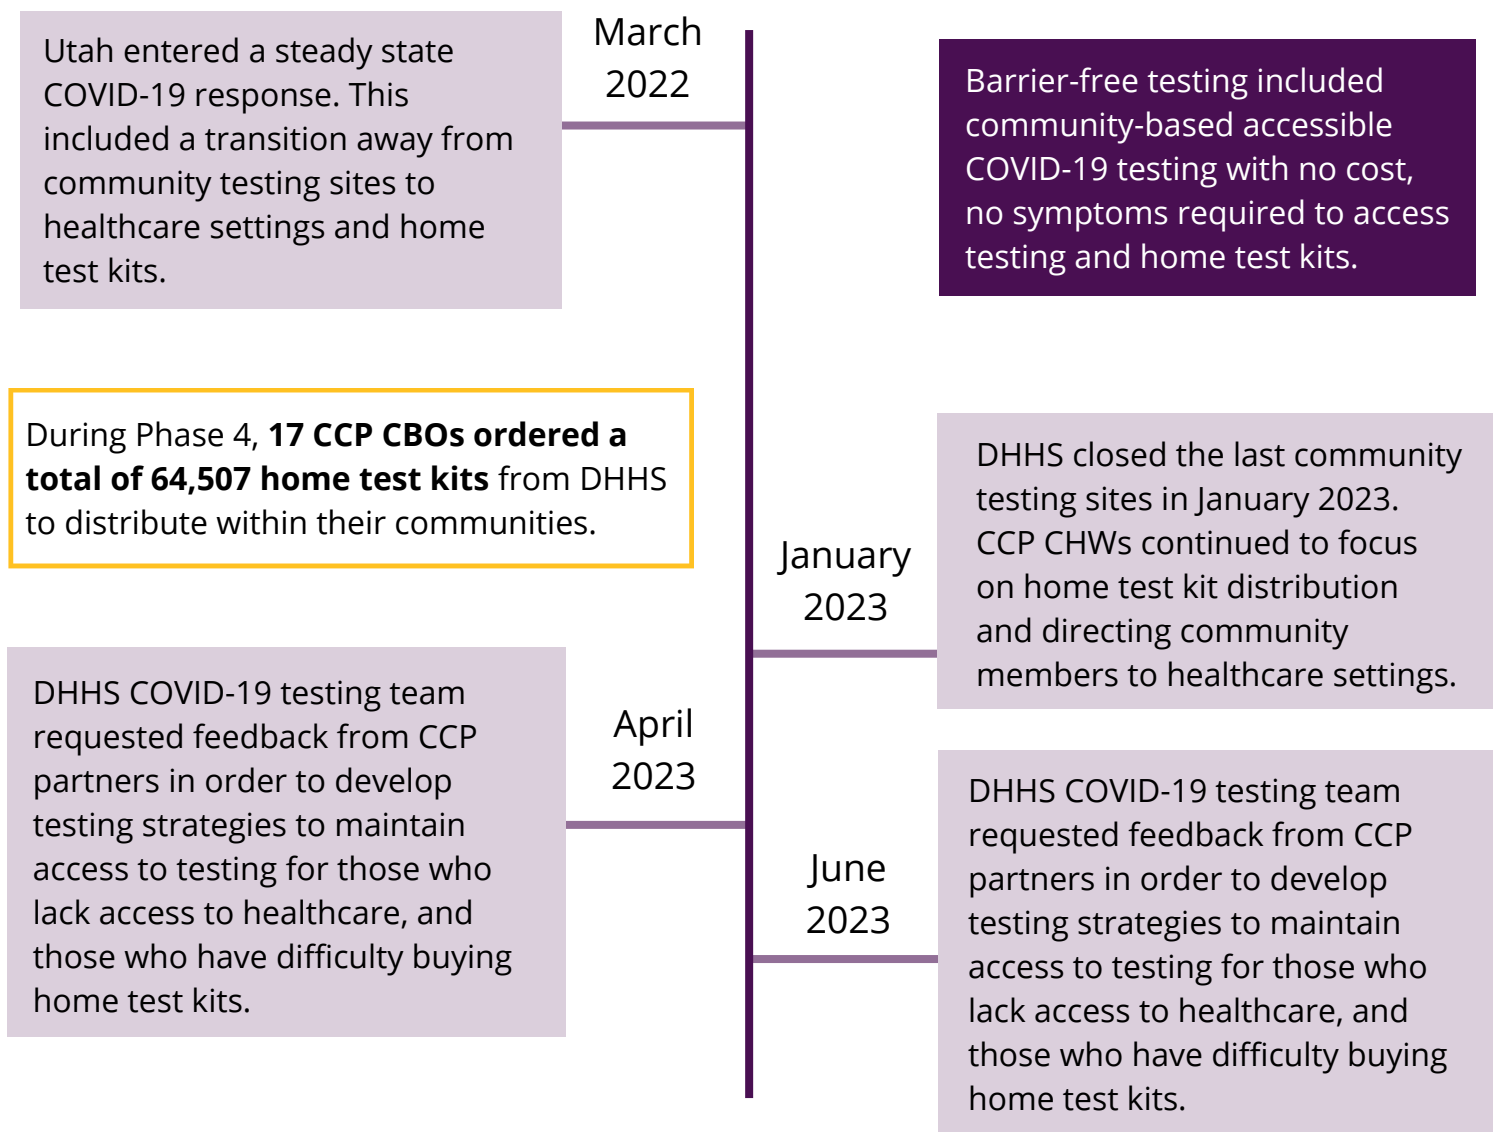 Utah entered a steady state
COVID-19 response. This
included a transition away from
community testing sites to
healthcare settings and home
test kits.
March
2022
Barrier-free testing included
community-based accessible
COVID-19 testing with no cost,
no symptoms required to access
testing and home test kits.
During Phase 4, 17 CCP CBOs ordered a
total of 64,507 home test kits from DHHS
to distribute within their communities.
January
2023
DHHS closed the last community
testing sites in January 2023.
CCP CHWs continued to focus
on home test kit distribution
and directing community
members to healthcare settings.
DHHS COVID-19 testing team
requested feedback from CCP
partners in order to develop
testing strategies to maintain
access to testing for those who
lack access to healthcare, and
those who have difficulty buying
home test kits.
April
2023
June
2023
DHHS COVID-19 testing team
requested feedback from CCP
partners in order to develop
testing strategies to maintain
access to testing for those who
lack access to healthcare, and
those who have difficulty buying
home test kits.